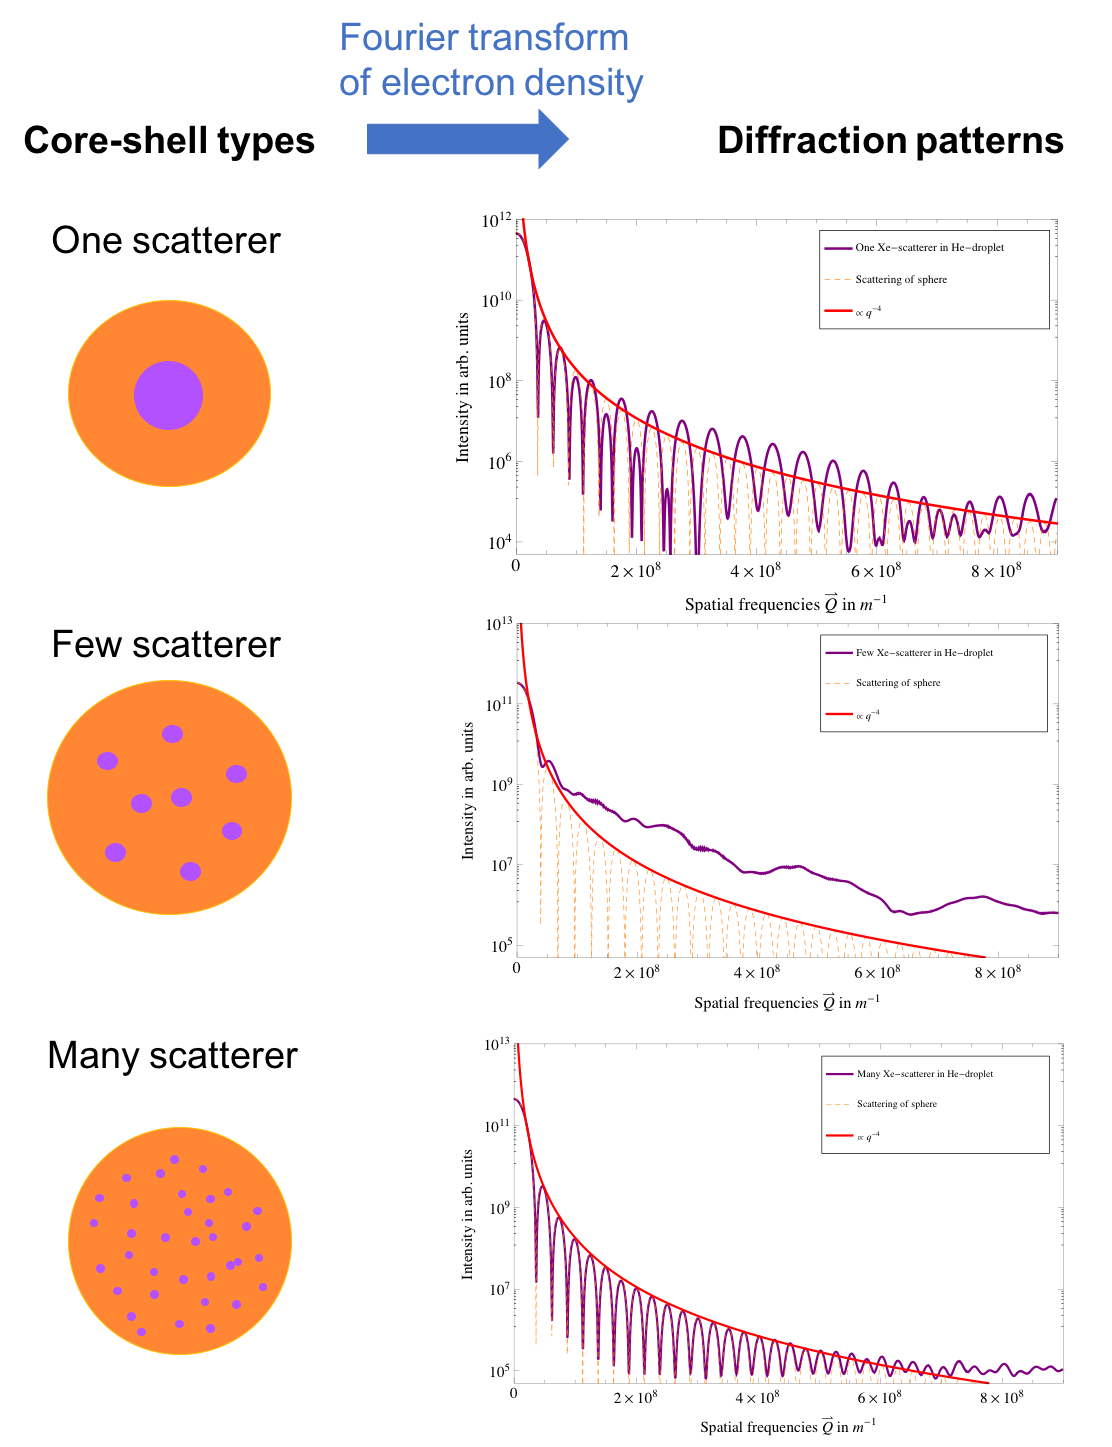 Fourier transform
of electron density
Core-shell types
Diffraction patterns
One scatterer
10^12
10^10
10^8
10^6
10^4
Intensity in arb. units
One Xe−scatterer in He−droplet
Scattering of sphere
∝ q^−4
0
2 × 10^8
4 × 10^8
6 × 10^8
8 × 10^8
Spatial frequencies Q⃗ in m^−1
Few scatterer
10^13
10^11
10^9
10^7
10^5
Intensity in arb. units
Few Xe−scatterer in He−droplet
Scattering of sphere
∝ q^−4
0
2 × 10^8
4 × 10^8
6 × 10^8
8 × 10^8
Spatial frequencies Q⃗ in m^−1
Many scatterer
10^13
10^11
10^9
10^7
10^5
Intensity in arb. units
Many Xe−scatterer in He−droplet
Scattering of sphere
∝ q^−4
0
2 × 10^8
4 × 10^8
6 × 10^8
8 × 10^8
Spatial frequencies Q⃗ in m^−1